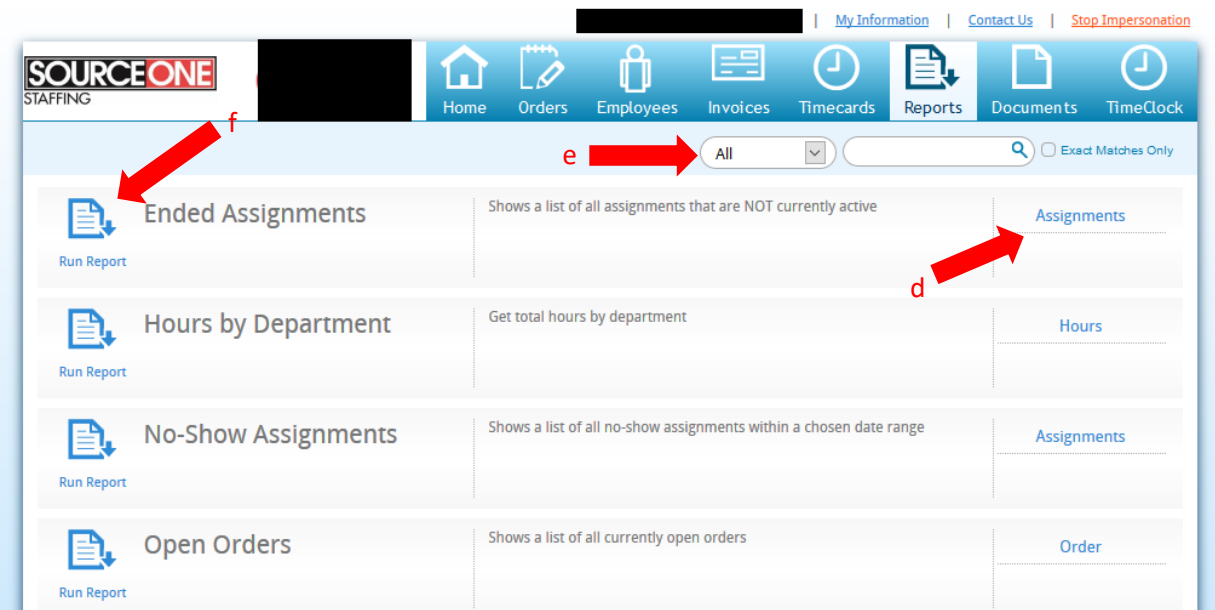 My Information | Contact Us | Stop Impersonation
SOURCEONE
STAFFING
Home Orders Employees Invoices Timecards Reports Documents TimeClock
f
e
All
Exact Matches Only
Ended Assignments
Shows a list of all assignments that are NOT currently active
Assignments
Run Report
d
Hours by Department
Get total hours by department
Hours
Run Report
No-Show Assignments
Shows a list of all no-show assignments within a chosen date range
Assignments
Run Report
Open Orders
Shows a list of all currently open orders
Order
Run Report